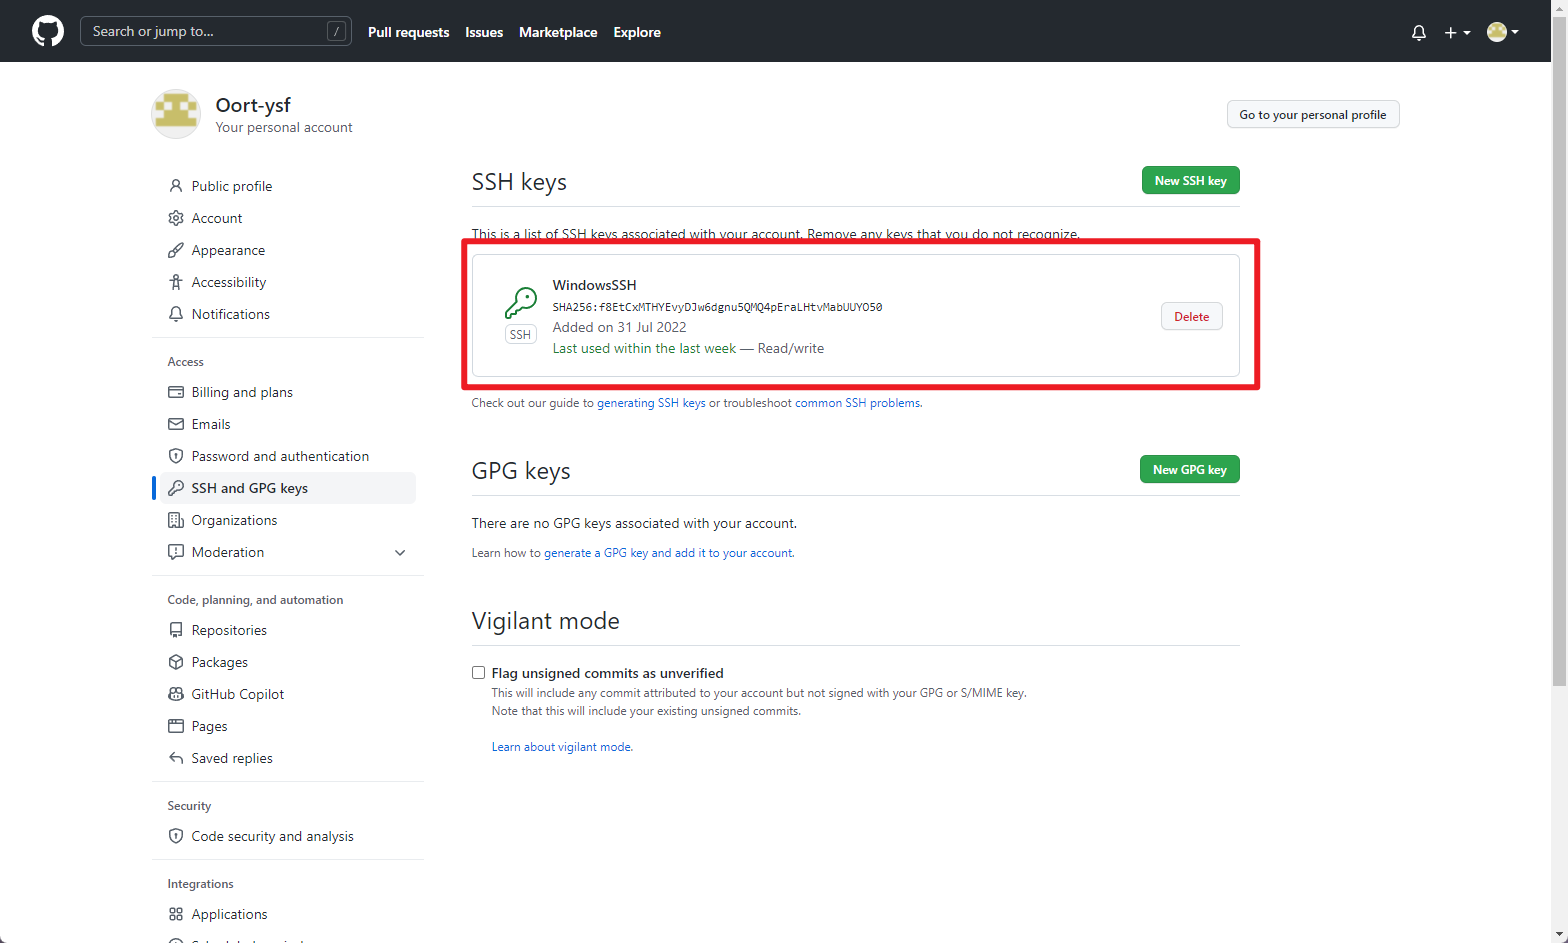 Search or jump to...
/
Pull requests
Issues
Marketplace
Explore
Oort-ysf
Your personal account
Go to your personal profile
Public profile
Account
Appearance
Accessibility
Notifications
Access
Billing and plans
Emails
Password and authentication
SSH and GPG keys
Organizations
Moderation
Code, planning, and automation
Repositories
Packages
GitHub Copilot
Pages
Saved replies
Security
Code security and analysis
Integrations
Applications
SSH keys
New SSH key
This is a list of SSH keys associated with your account. Remove any keys that you do not recognize.
WindowsSSH
SHA256:f8EtCxMTHYEvyDJw6dgnu5QMQ4pEraLHtvMabUUYO50
SSH
Added on 31 Jul 2022
Last used within the last week — Read/write
Delete
Check out our guide to generating SSH keys or troubleshoot common SSH problems.
GPG keys
New GPG key
There are no GPG keys associated with your account.
Learn how to generate a GPG key and add it to your account.
Vigilant mode
Flag unsigned commits as unverified
This will include any commit attributed to your account but not signed with your GPG or S/MIME key.
Note that this will include your existing unsigned commits.
Learn about vigilant mode.